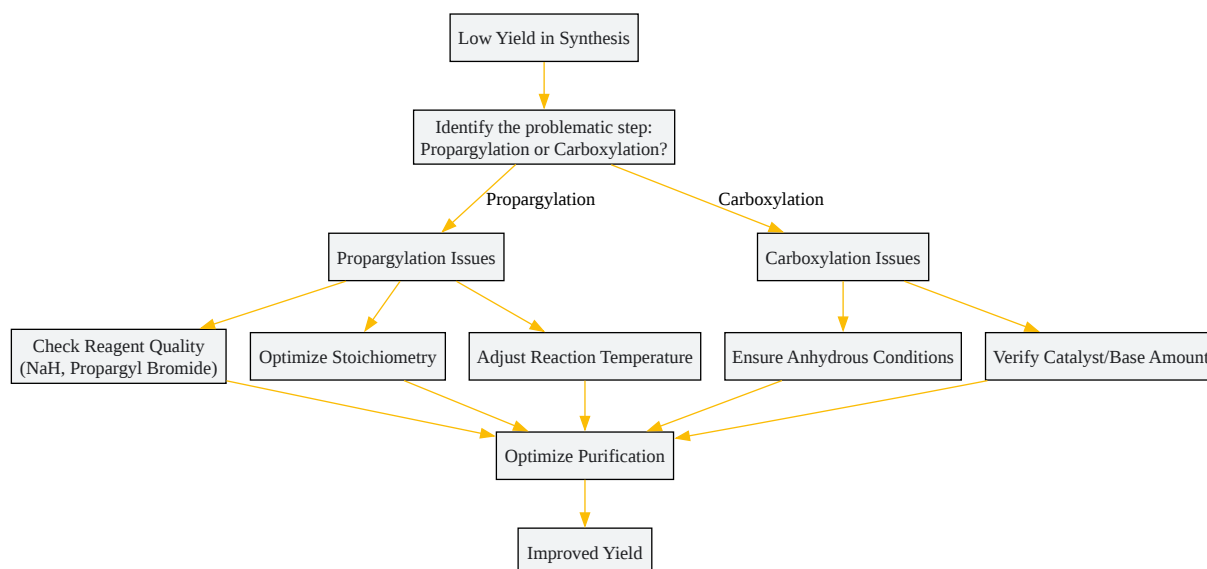 Low Yield in Synthesis
Identify the problematic step:
Propargylation or Carboxylation?
Propargylation
Carboxylation
Propargylation Issues
Carboxylation Issues
Check Reagent Quality
(NaH, Propargyl Bromide)
Optimize Stoichiometry
Adjust Reaction Temperature
Ensure Anhydrous Conditions
Verify Catalyst/Base Amount
Optimize Purification
Improved Yield